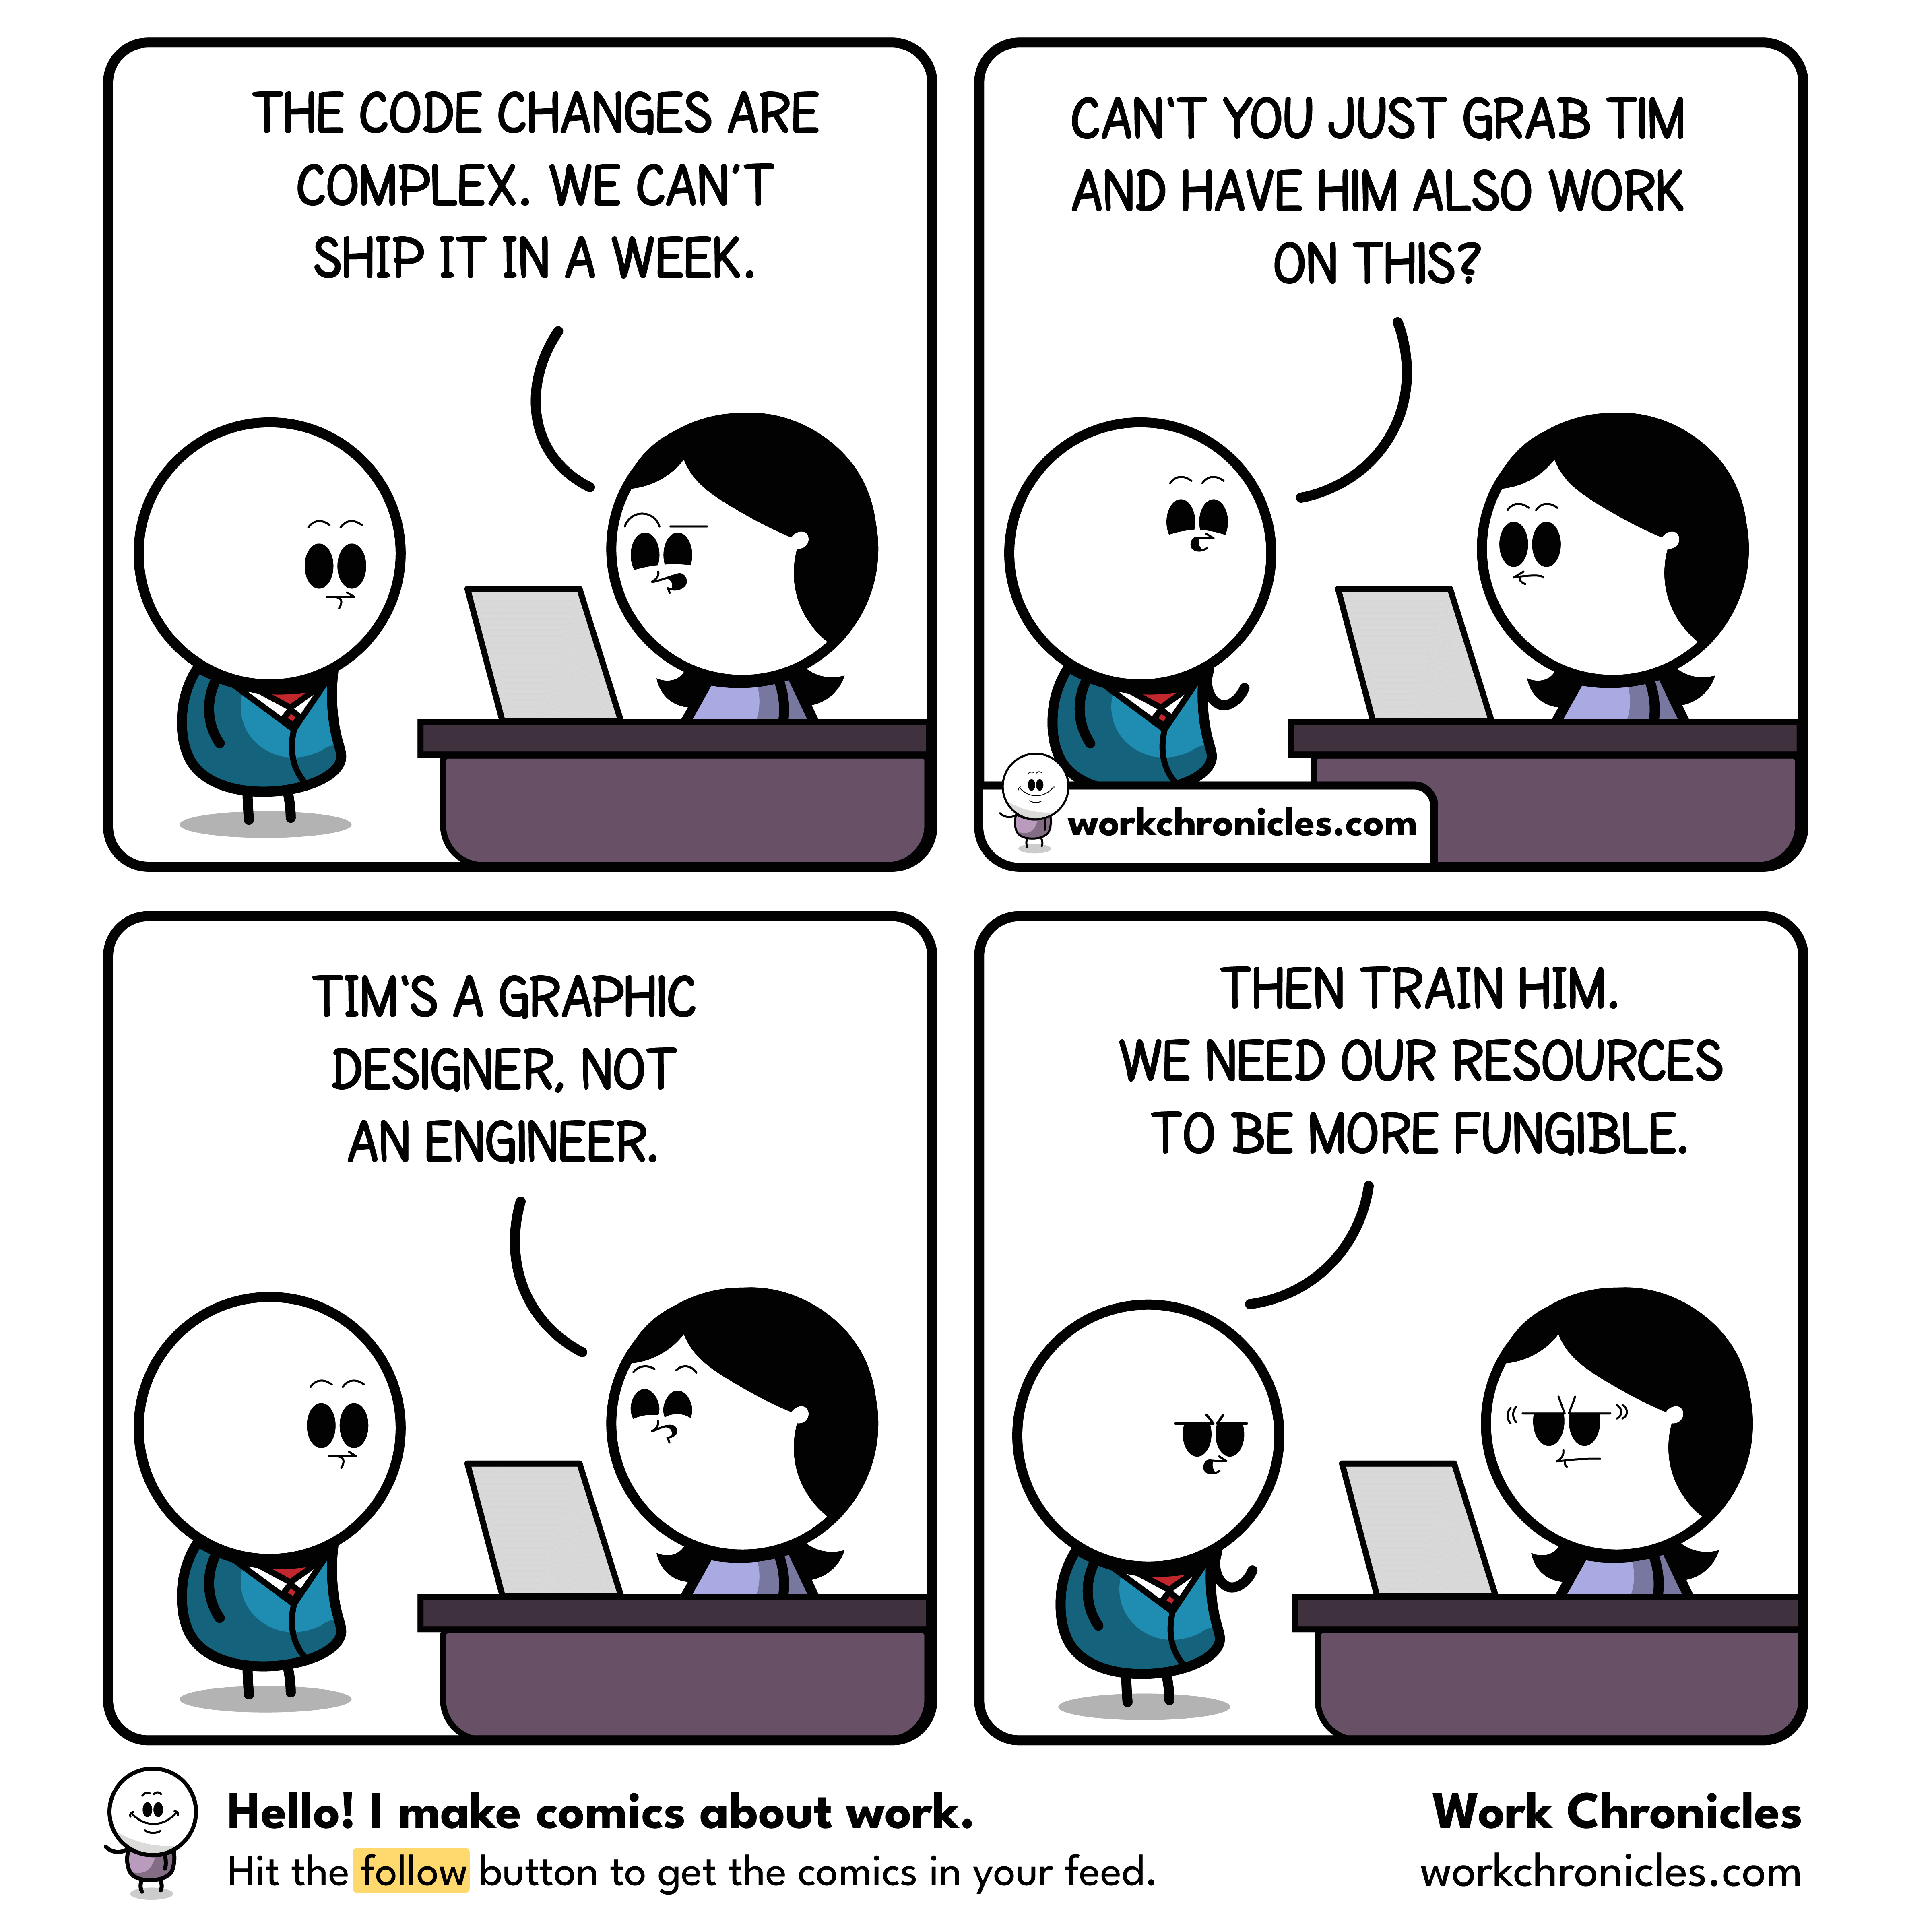 THE CODE CHANGES ARE
COMPLEX. WE CAN'T
SHIP IT IN A WEEK.
CAN'T YOU JUST GRAB TIM
AND HAVE HIM ALSO WORK
ON THIS?
workchronicles.com
TIM'S A GRAPHIC
DESIGNER, NOT
AN ENGINEER.
THEN TRAIN HIM.
WE NEED OUR RESOURCES
TO BE MORE FUNGIBLE.
Hello! I make comics about work.
Hit the follow button to get the comics in your feed.
Work Chronicles
workchronicles.com